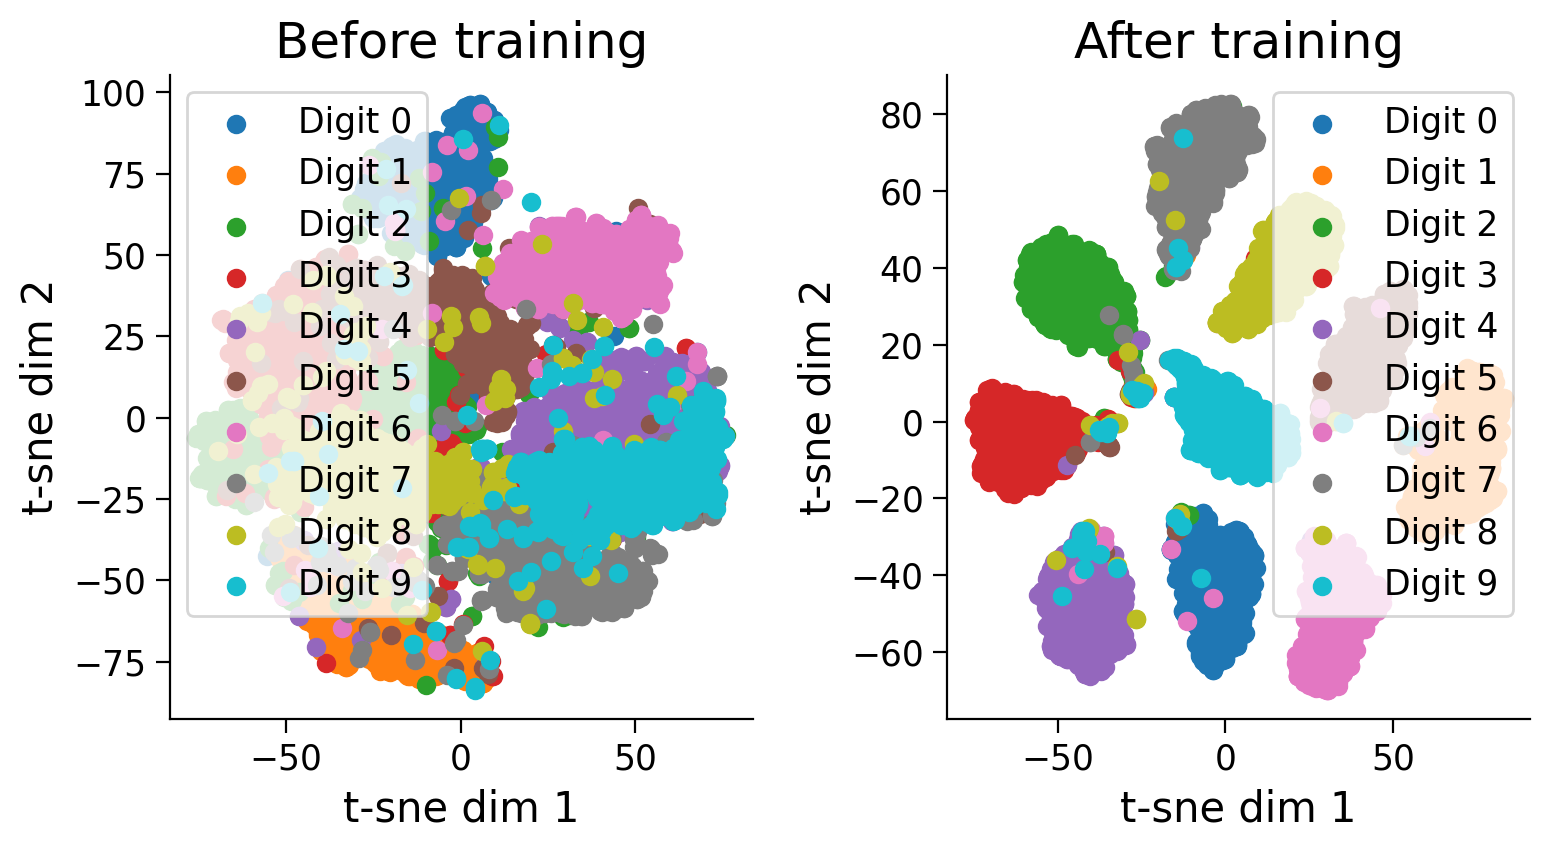 Before training
100
75
50
25
0
−25
−50
−75
t-sne dim 2
−50
0
50
t-sne dim 1
Digit 0
Digit 1
Digit 2
Digit 3
Digit 4
Digit 5
Digit 6
Digit 7
Digit 8
Digit 9
After training
80
60
40
20
0
−20
−40
−60
t-sne dim 2
−50
0
50
t-sne dim 1
Digit 0
Digit 1
Digit 2
Digit 3
Digit 4
Digit 5
Digit 6
Digit 7
Digit 8
Digit 9